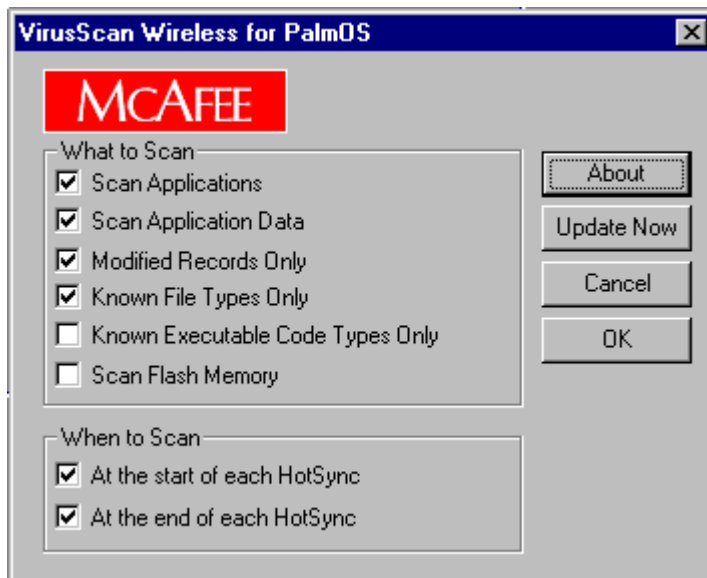 VirusScan Wireless for PalmOS
McAfee
What to Scan
Scan Applications
About
Scan Application Data
Update Now
Modified Records Only
Known File Types Only
Cancel
Known Executable Code Types Only
OK
Scan Flash Memory
When to Scan
At the start of each HotSync
At the end of each HotSync